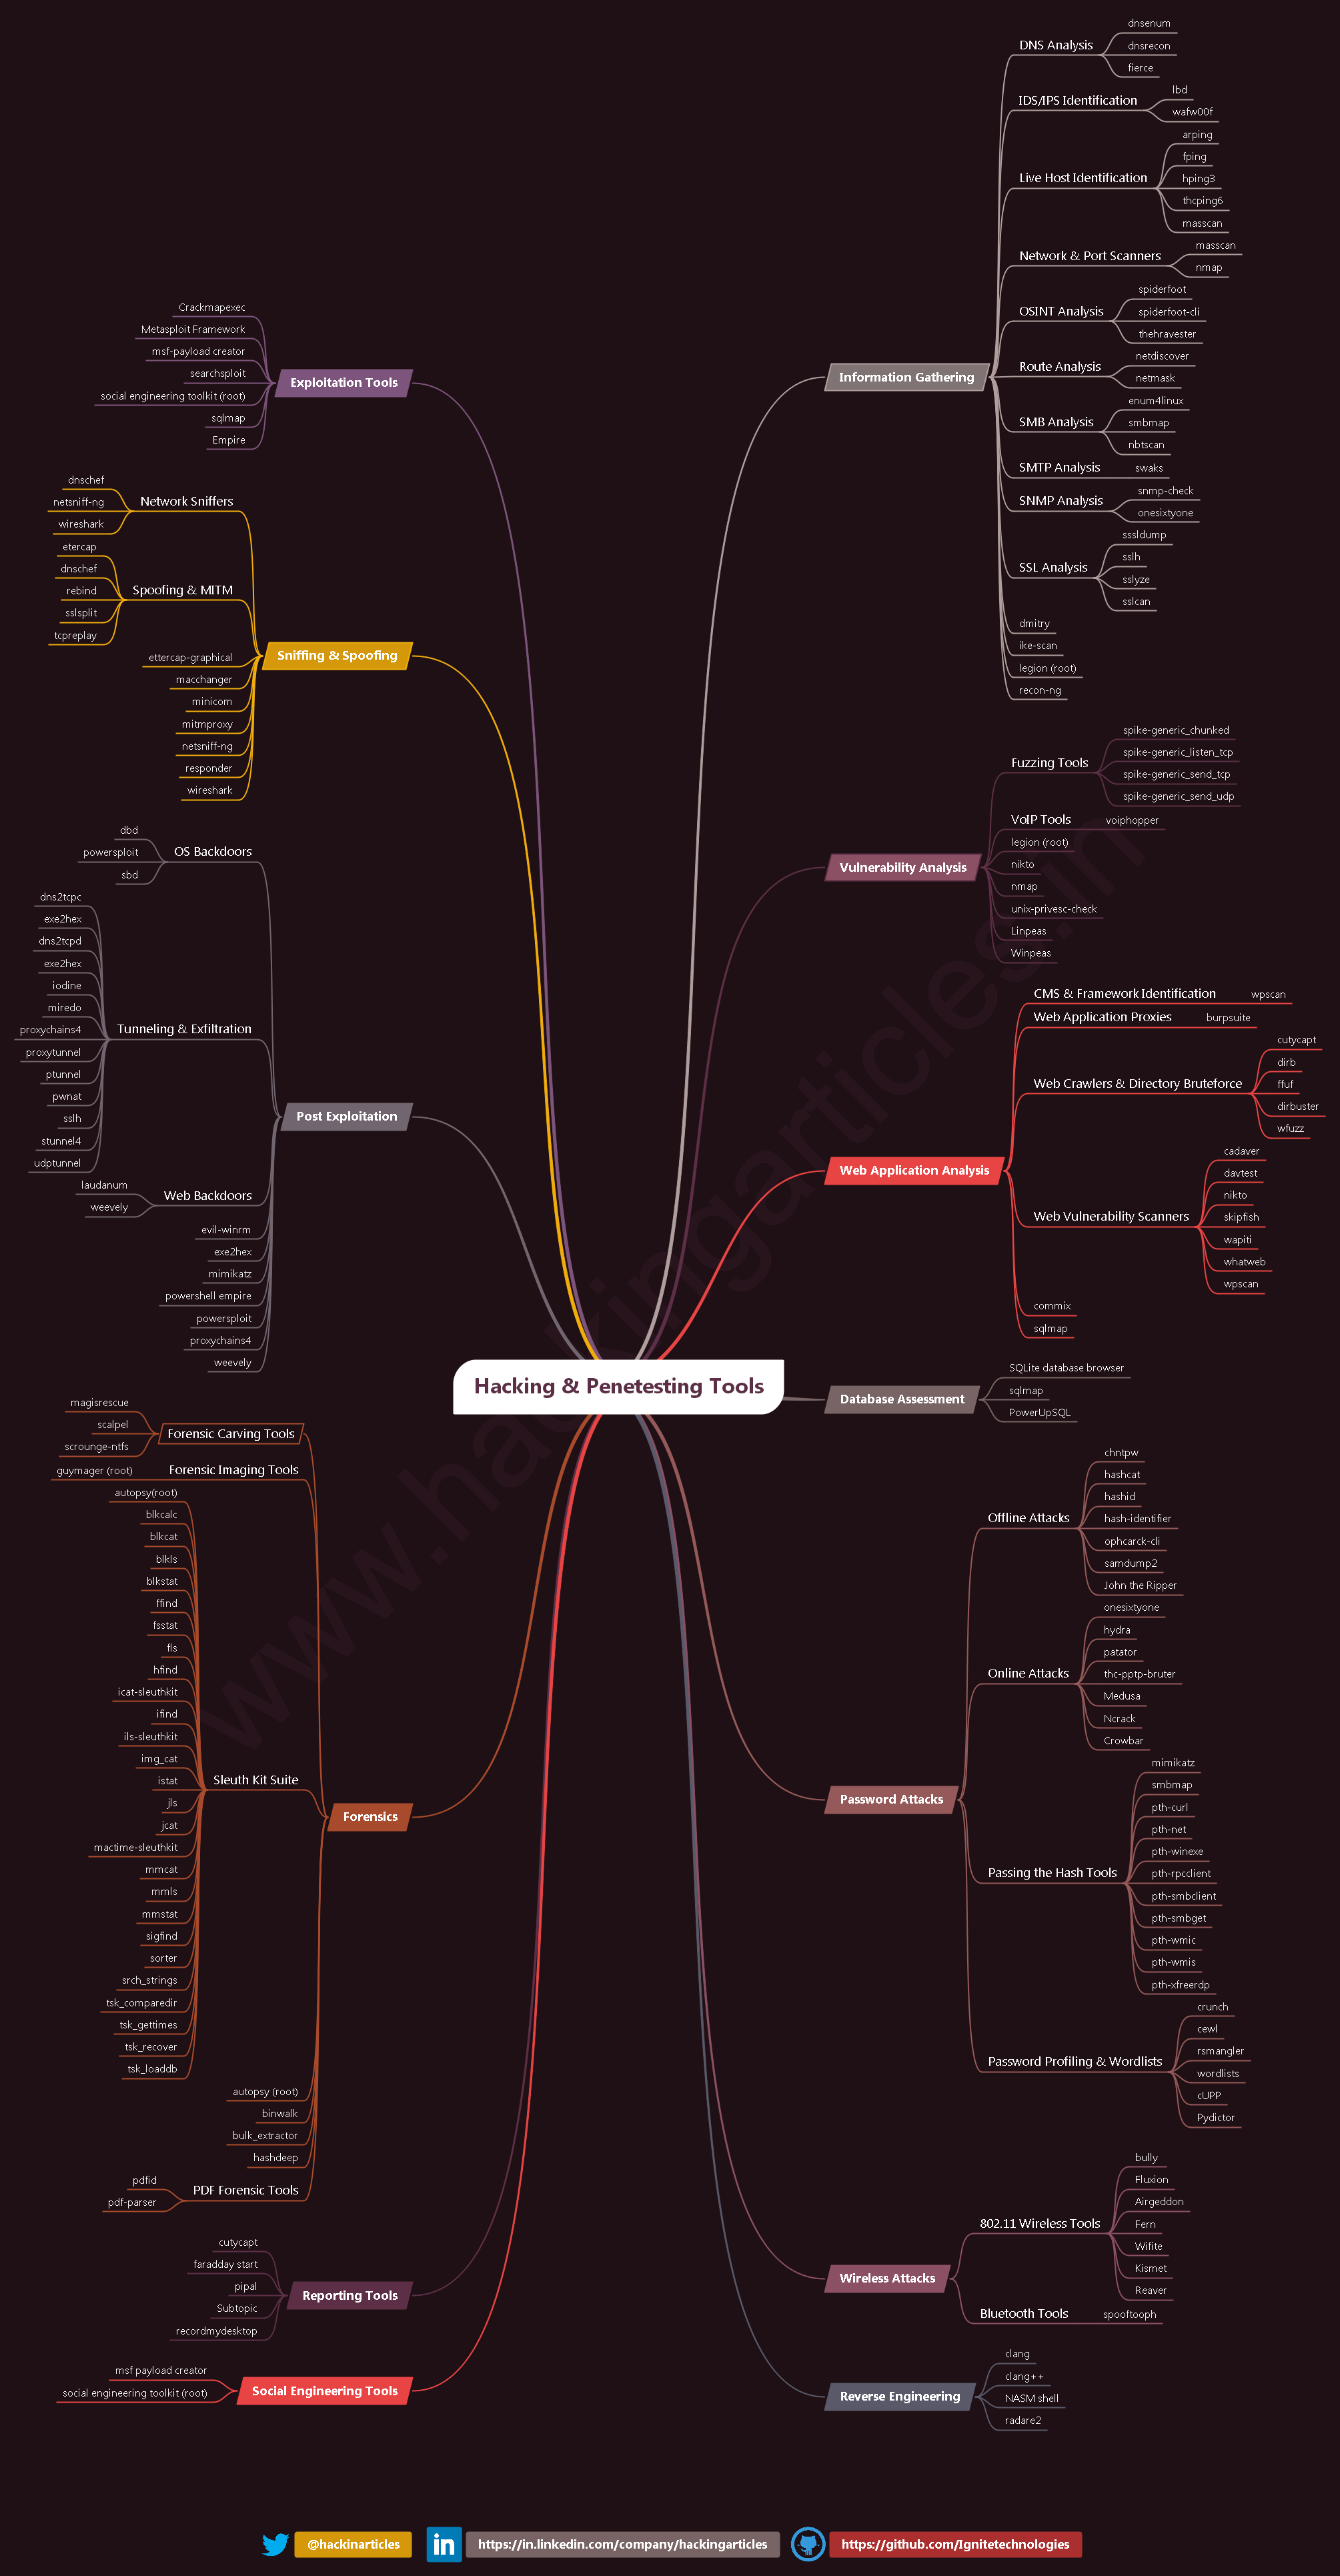 Hacking & Penetesting Tools
Information Gathering
DNS Analysis
dnsenum
dnsrecon
fierce
IDS/IPS Identification
lbd
wafw00f
Live Host Identification
arping
fping
hping3
thcping6
masscan
Network & Port Scanners
masscan
nmap
OSINT Analysis
spiderfoot
spiderfoot-cli
thehravester
Route Analysis
netdiscover
netmask
SMB Analysis
enum4linux
smbmap
nbtscan
SMTP Analysis
swaks
SNMP Analysis
snmp-check
onesixtyone
SSL Analysis
sssldump
sslh
sslyze
sslcan
dmitry
ike-scan
legion (root)
recon-ng
Vulnerability Analysis
Fuzzing Tools
spike-generic_chunked
spike-generic_listen_tcp
spike-generic_send_tcp
spike-generic_send_udp
VoIP Tools
voiphopper
legion (root)
nikto
nmap
unix-privesc-check
Linpeas
Winpeas
Web Application Analysis
CMS & Framework Identification
wpscan
Web Application Proxies
burpsuite
Web Crawlers & Directory Bruteforce
cutycapt
dirb
ffuf
dirbuster
wfuzz
Web Vulnerability Scanners
cadaver
davtest
nikto
skipfish
wapiti
whatweb
wpscan
commix
sqlmap
Database Assessment
SQLite database browser
sqlmap
PowerUpSQL
Password Attacks
Offline Attacks
chntpw
hashcat
hashid
hash-identifier
ophcarck-cli
samdump2
John the Ripper
Online Attacks
onesixtyone
hydra
patator
thc-pptp-bruter
Medusa
Ncrack
Crowbar
Passing the Hash Tools
mimikatz
smbmap
pth-curl
pth-net
pth-winexe
pth-rpcclient
pth-smbclient
pth-smbget
pth-wmic
pth-wmis
pth-xfreerdp
Password Profiling & Wordlists
crunch
cewl
rsmangler
wordlists
cUPP
Pydictor
Wireless Attacks
802.11 Wireless Tools
bully
Fluxion
Airgeddon
Fern
Wifite
Kismet
Reaver
Bluetooth Tools
spooftooph
Reverse Engineering
clang
clang++
NASM shell
radare2
Exploitation Tools
Crackmapexec
Metasploit Framework
msf-payload creator
searchsploit
social engineering toolkit (root)
sqlmap
Empire
Sniffing & Spoofing
Network Sniffers
dnschef
netsniff-ng
wireshark
Spoofing & MITM
etercap
dnschef
rebind
sslsplit
tcpreplay
ettercap-graphical
macchanger
minicom
mitmproxy
netsniff-ng
responder
wireshark
Post Exploitation
OS Backdoors
dbd
powersploit
sbd
Tunneling & Exfiltration
dns2tcpc
exe2hex
dns2tcpd
exe2hex
iodine
miredo
proxychains4
proxytunnel
ptunnel
pwnat
sslh
stunnel4
udptunnel
Web Backdoors
laudanum
weevely
evil-winrm
exe2hex
mimikatz
powershell empire
powersploit
proxychains4
weevely
Forensics
Forensic Carving Tools
magisrescue
scalpel
scrounge-ntfs
Forensic Imaging Tools
guymager (root)
Sleuth Kit Suite
autopsy(root)
blkcalc
blkcat
blkls
blkstat
ffind
fsstat
fls
hfind
icat-sleuthkit
ifind
ils-sleuthkit
img_cat
istat
jls
jcat
mactime-sleuthkit
mmcat
mmls
mmstat
sigfind
sorter
srch_strings
tsk_comparedir
tsk_gettimes
tsk_recover
tsk_loaddb
autopsy (root)
binwalk
bulk_extractor
hashdeep
PDF Forensic Tools
pdfid
pdf-parser
Reporting Tools
cutycapt
faradday start
pipal
Subtopic
recordmydesktop
Social Engineering Tools
msf payload creator
social engineering toolkit (root)
www.hackingarticles.in
@hackinarticles
https://in.linkedin.com/company/hackingarticles
https://github.com/Ignitetechnologies